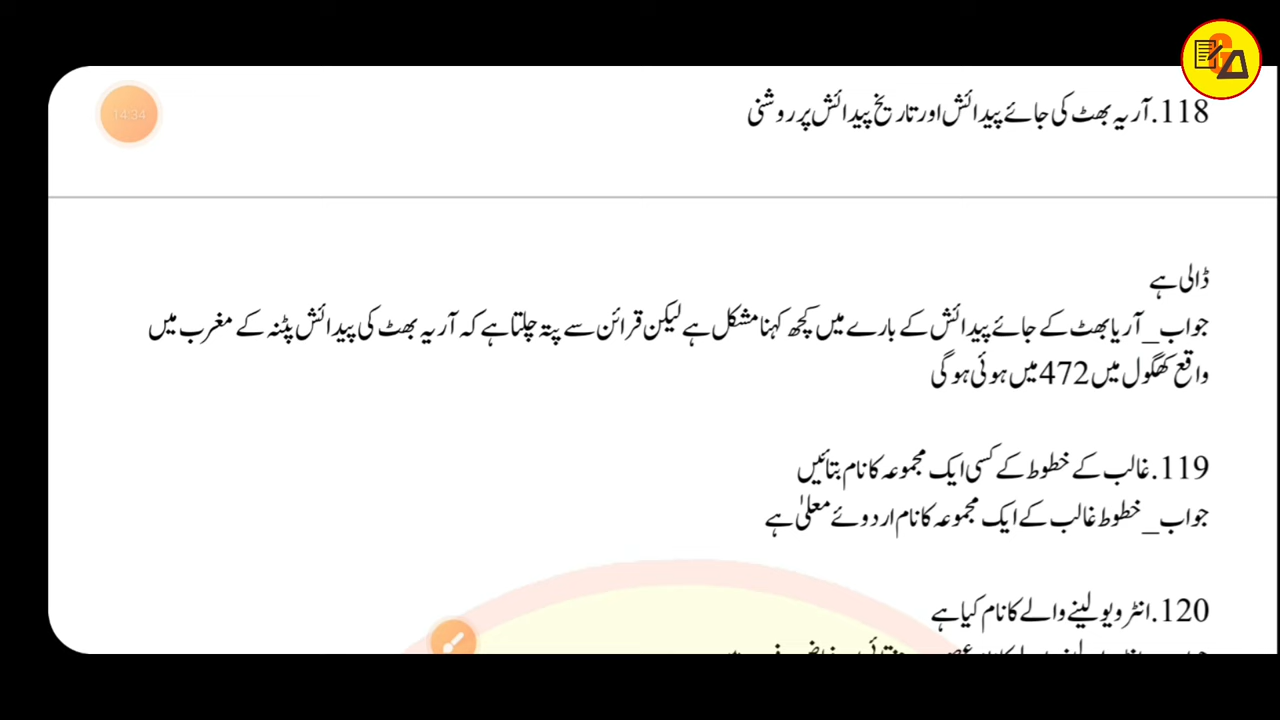 14:34
118.آریہ بھٹ کی جائے پیدائش اور تاریخ پیدائش پر روشنی
ڈالی ہے
جواب_آریا بھٹ کے جائے پیدائش کے بارے میں کچھ کہنا مشکل ہے لیکن قرائن سے پتہ چلتا ہے کہ آریہ بھٹ کی پیدائش پٹنہ کے مغرب میں
واقع کھگول میں 472 میں ہوئی ہوگی
119.غالب کے خطوط کے کسی ایک مجموعہ کا نام بتائیں
جواب_خطوط غالب کے ایک مجموعہ کا نام اردوئے معلیٰ ہے
120.انٹرویو لینے والے کا نام کیا ہے